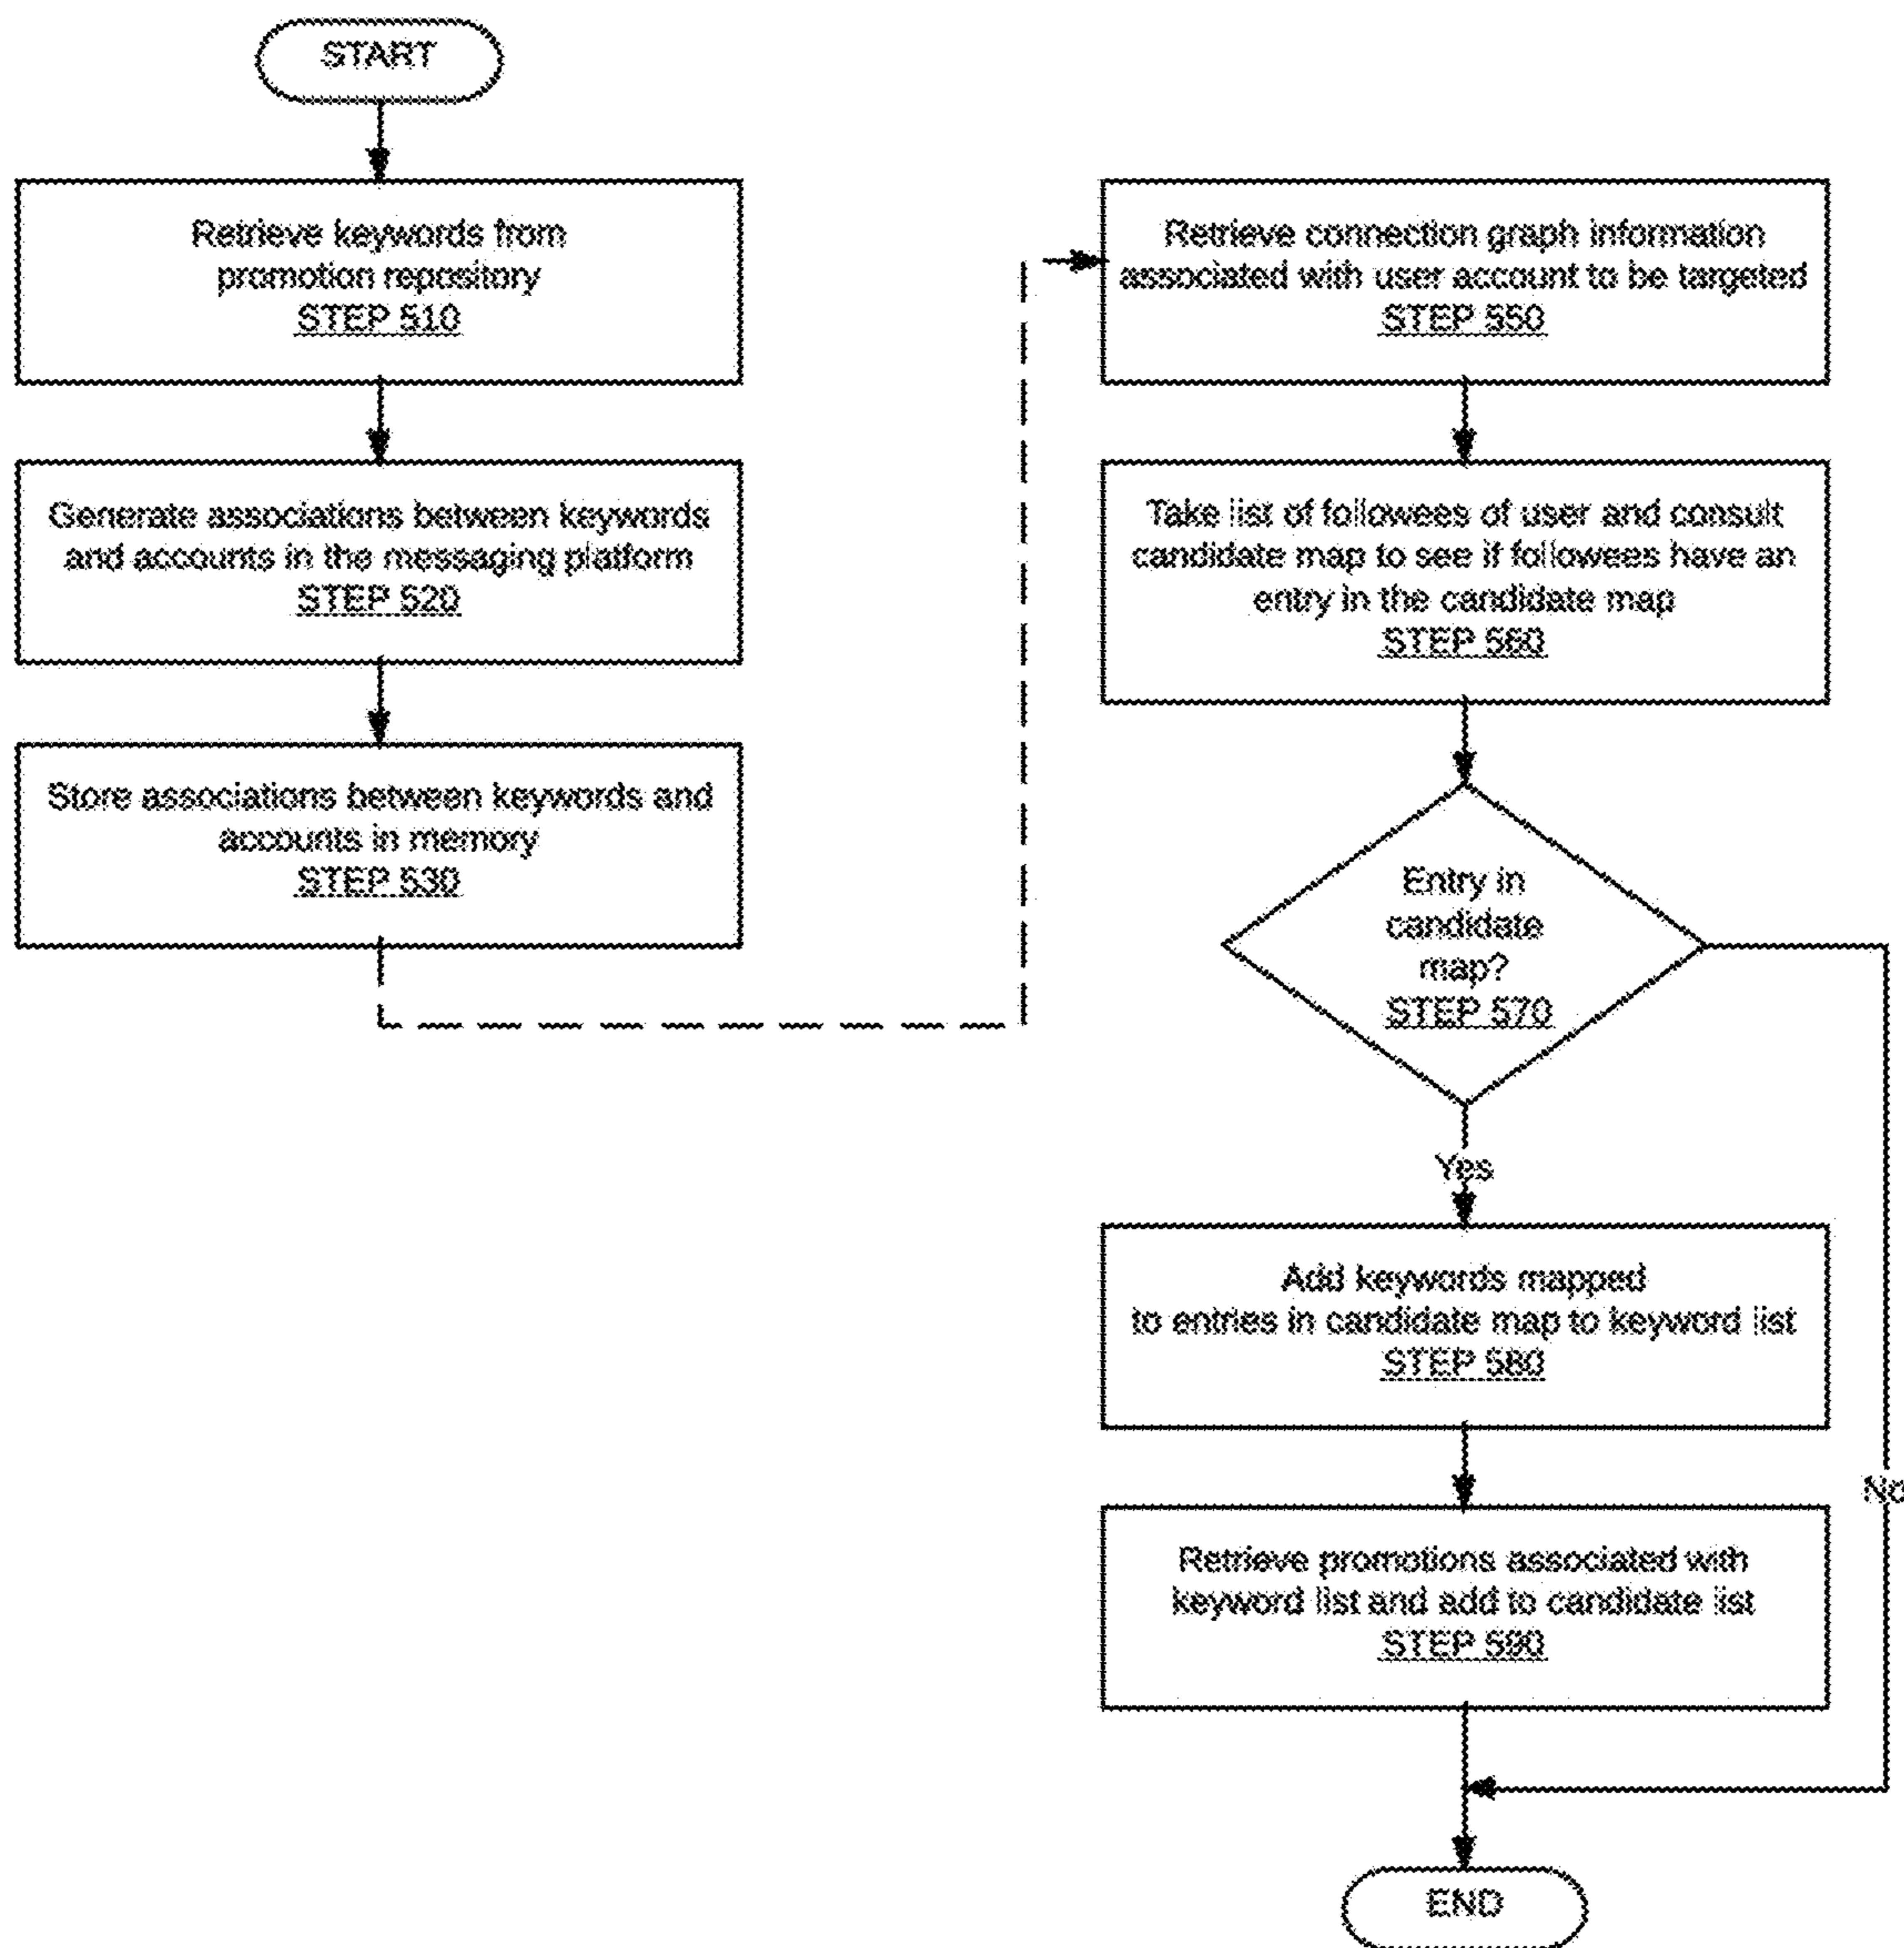 START
Retrieve keywords from
promotion repository
STEP 510
Generate associations between keywords
and accounts in the messaging platform
STEP 520
Store associations between keywords and
accounts in memory
STEP 530
Retrieve connection graph information
associated with user account to be targeted
STEP 550
Take list of followees of user and consult
candidate map to see if followees have an
entry in the candidate map
STEP 560
Entry in
candidate
map?
STEP 570
Yes
Add keywords mapped
to entries in candidate map to keyword list
STEP 580
No
Retrieve promotions associated with
keyword list and add to candidate list
STEP 590
END